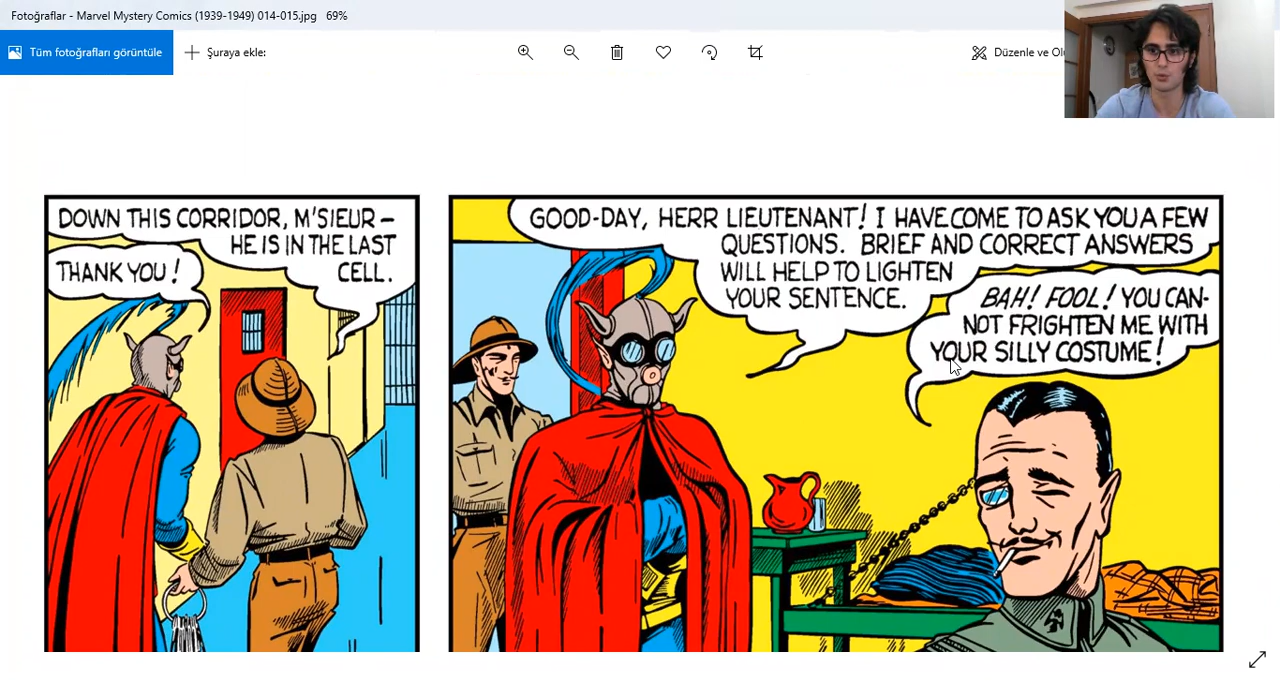 Fotoğraflar - Marvel Mystery Comics (1939-1949) 014-015.jpg 69%
Tüm fotoğrafları görüntüle
Şuraya ekle:
Düzenle ve
DOWN THIS CORRIDOR, M'SIEUR —
HE IS IN THE LAST
CELL.
THANK YOU!
GOOD-DAY, HERR LIEUTENANT! I HAVE COME TO ASK YOU A FEW
QUESTIONS. BRIEF AND CORRECT ANSWERS
WILL HELP TO LIGHTEN
YOUR SENTENCE.
BAH! FOOL! YOU CAN-
NOT FRIGHTEN ME WITH
YOUR SILLY COSTUME!